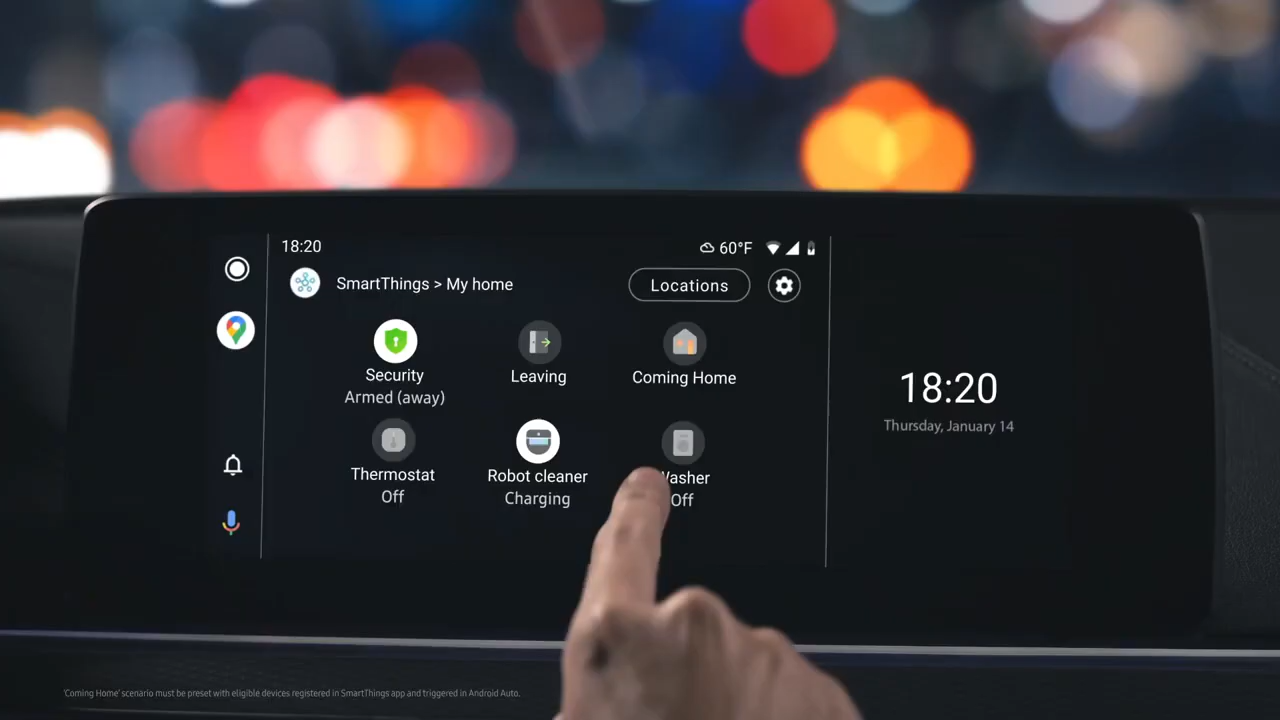 18:20
60°F
SmartThings > My home
Locations
Security
Armed (away)
Leaving
Coming Home
Thermostat
Off
Robot cleaner
Charging
Washer
Off
18:20
Thursday, January 14
'Coming Home' scenario must be preset with eligible devices registered in SmartThings app and triggered in Android Auto.